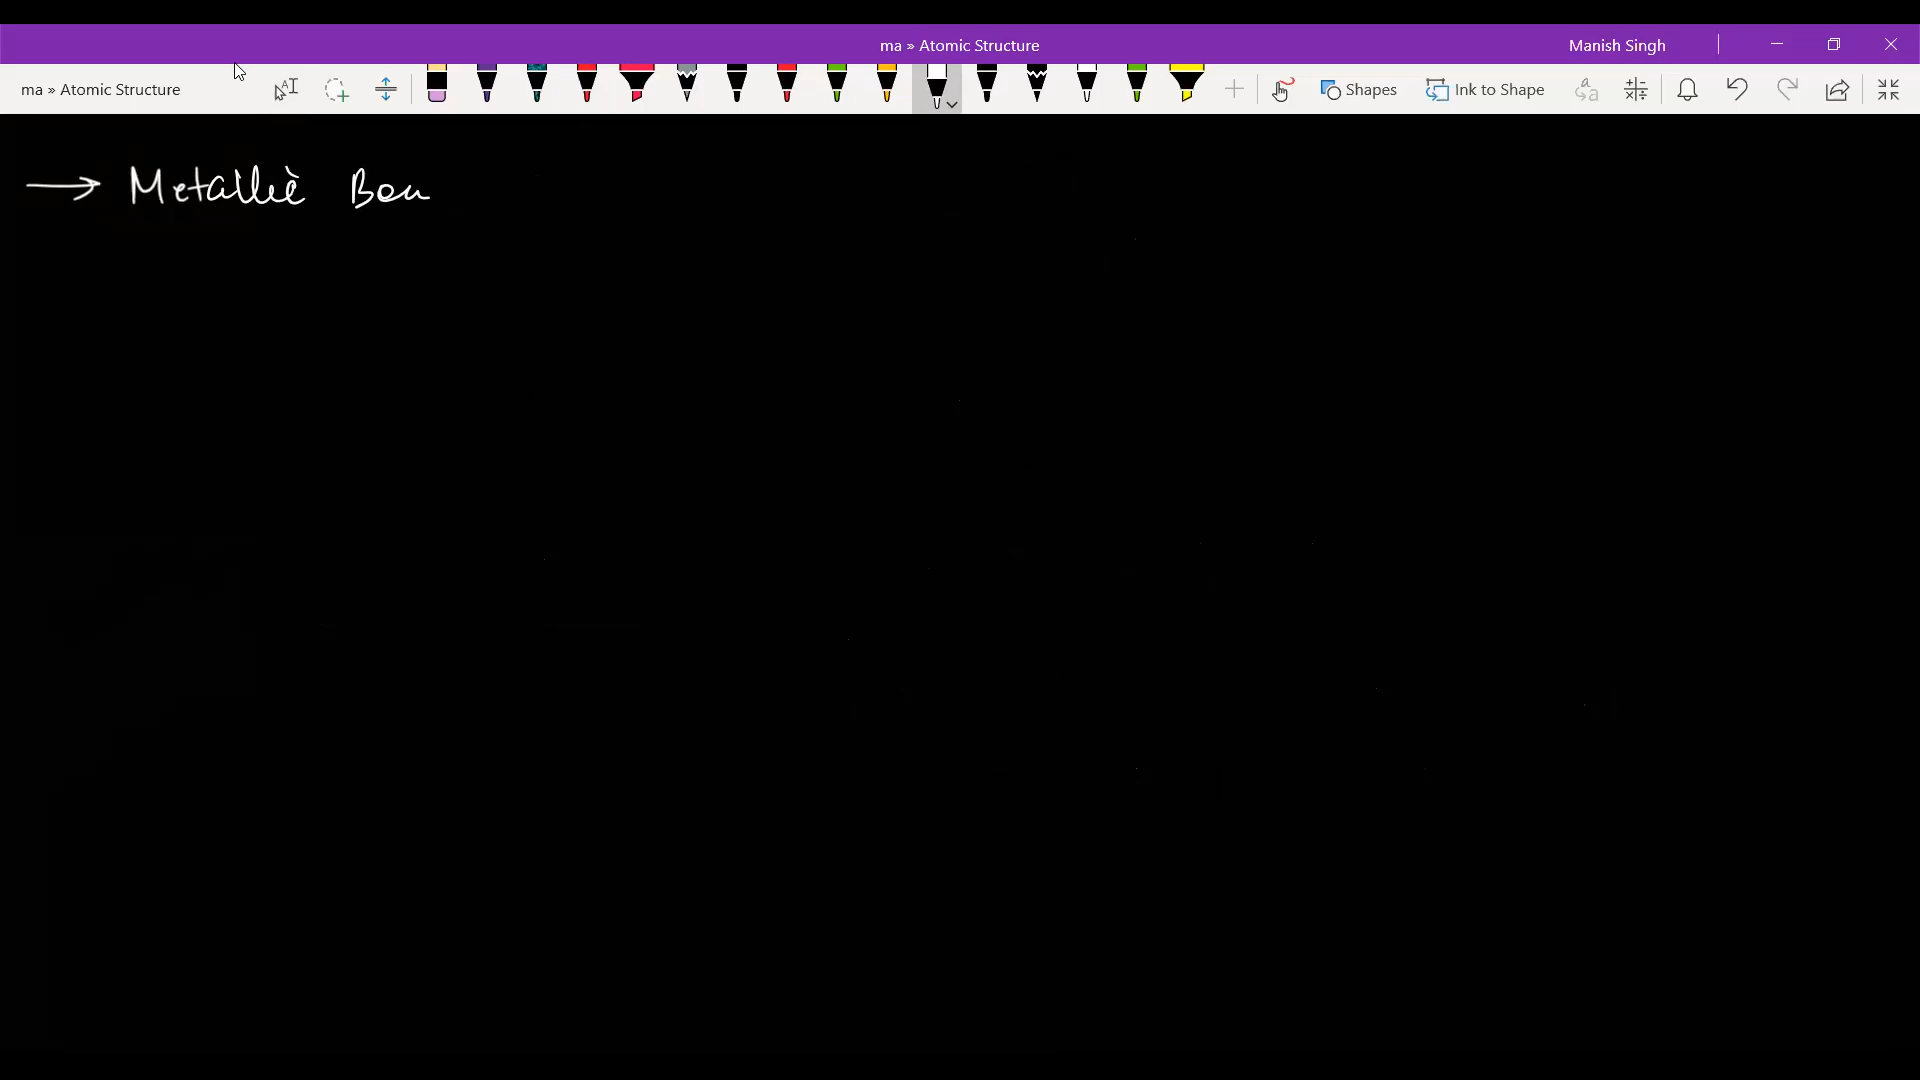 ma » Atomic Structure
Manish Singh
ma » Atomic Structure
Shapes
Ink to Shape
→ Metallic Bon